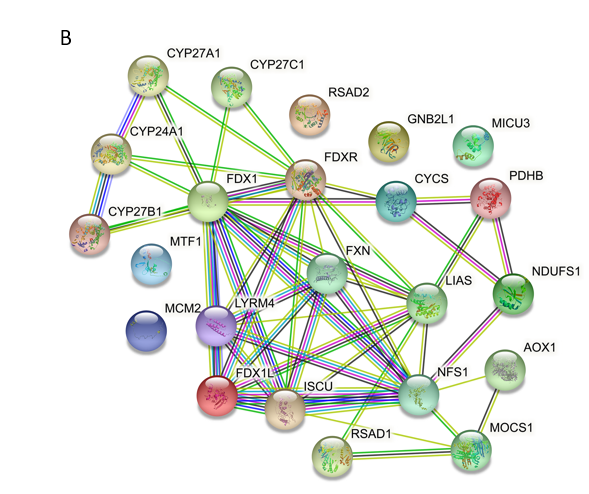 B
CYP27A1
CYP27C1
RSAD2
GNB2L1
MICU3
CYP24A1
FDXR
FDX1
CYCS
PDHB
CYP27B1
MTF1
FXN
LIAS
NDUFS1
MCM2
LYRM4
AOX1
FDX1L
ISCU
NFS1
RSAD1
MOCS1